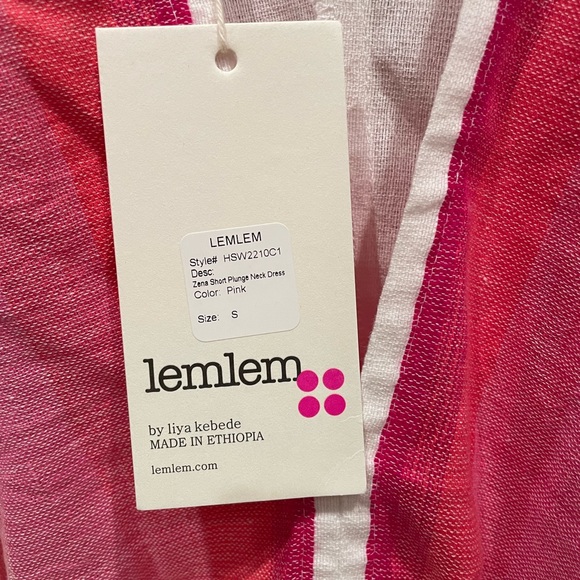 LEMLEM
Style# HSW2210C1
Desc:
Zena Short Plunge Neck Dress
Color: Pink
Size: S
lemlem
by liya kebede
MADE IN ETHIOPIA
lemlem.com